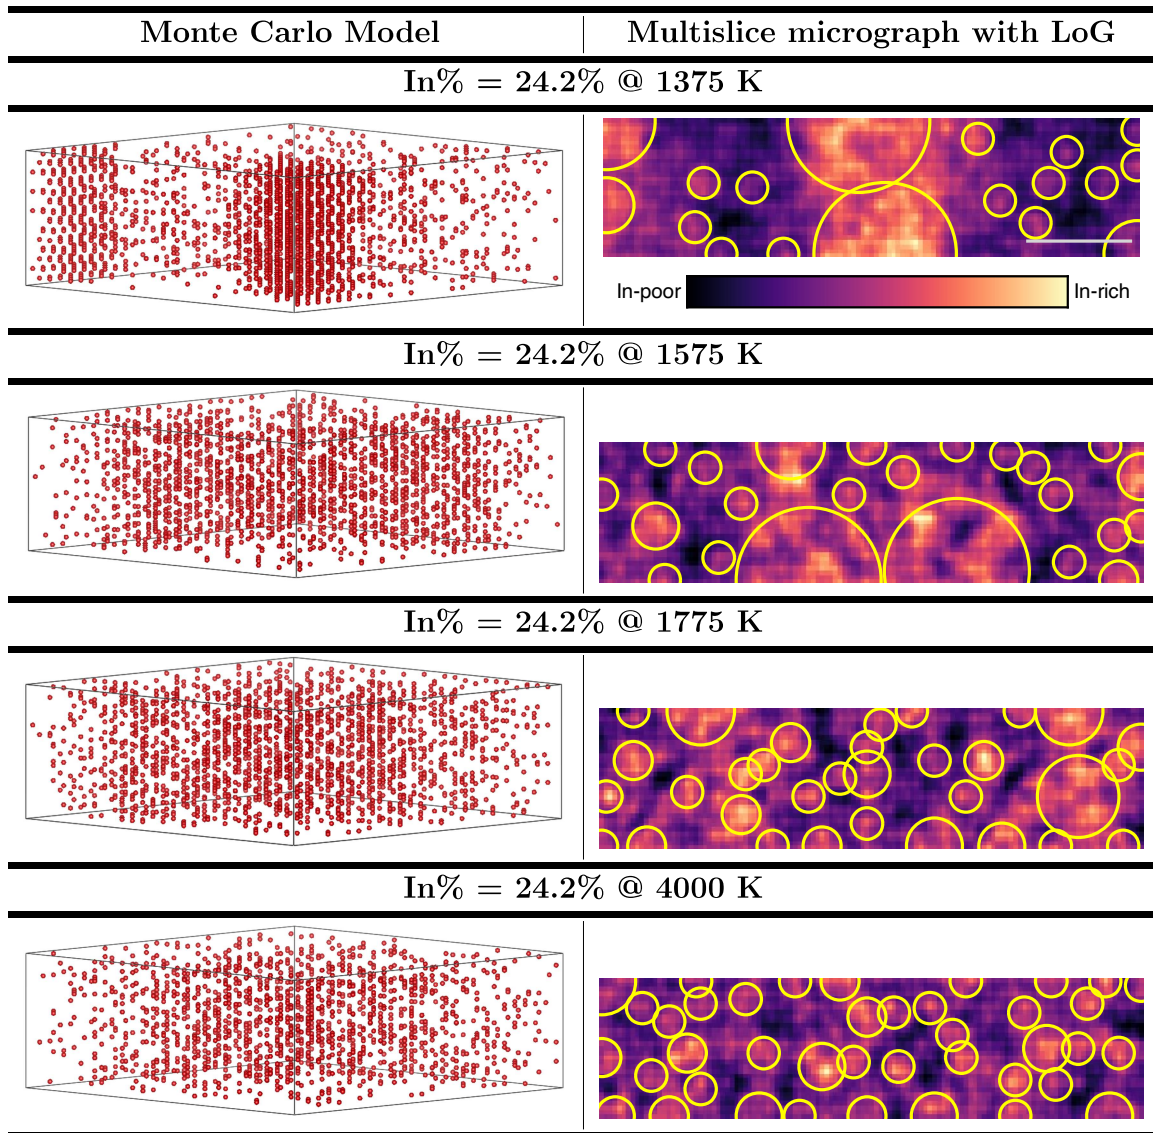 Monte Carlo Model
Multislice micrograph with LoG
In% = 24.2% @ 1375 K
In-poor
In-rich
In% = 24.2% @ 1575 K
In% = 24.2% @ 1775 K
In% = 24.2% @ 4000 K